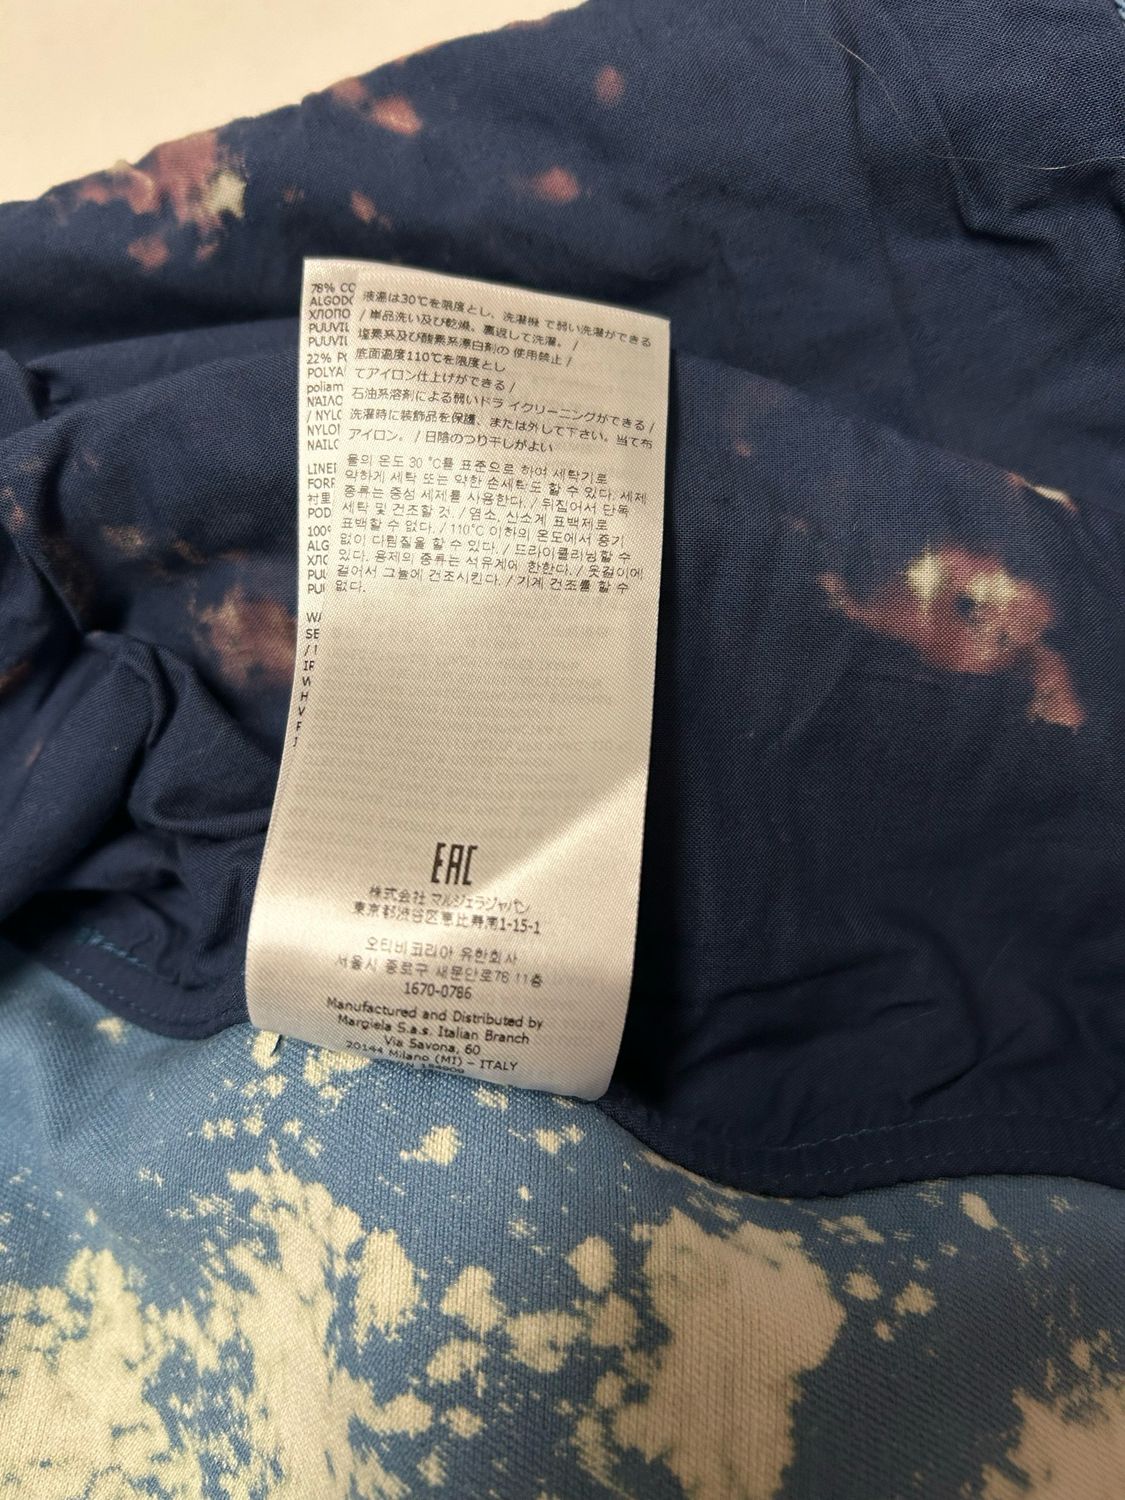 78% CO
ALGODO
ХЛОПО
PUUVIL
22% PO
POLYA
poliam
ΝΑΪΛΟ
/ NYLO
NYLO
NAILO
LINE
FORR
衬里
POD
100%
ALG
ХЛО
PUU
PU
WA
SE
/ I
IR
W
H
V
液温は30℃を限度とし、洗濯機 で弱い洗濯ができる
/ 単品洗い及び乾燥。裏返して洗濯。 /
塩素系及び酸素系漂白剤の 使用禁止 /
底面温度110℃を限度とし
てアイロン仕上げができる /
石油系溶剤による弱いドラ イクリーニングができる /
洗濯時に装飾品を保護、または外して下さい。当て布
アイロン。 / 日陰のつり干しがよい
물의 온도 30 °C를 표준으로 하여 세탁기로
약하게 세탁 또는 약한 손세탁도 할 수 있다. 세제
종류는 중성 세제를 사용한다. / 뒤집어서 단독
세탁 및 건조할 것. / 염소, 산소계 표백제로
표백할 수 없다. / 110°C 이하의 온도에서 증기
없이 다림질을 할 수 있다. / 드라이클리닝할 수
있다. 용제의 종류는 석유계에 한한다. / 옷걸이에
걸어서 그늘에 건조시킨다. / 기계 건조를 할 수
없다.
EAC
株式会社 マルジェラジャパン
東京都渋谷区恵比寿南1-15-1
오티비코리아 유한회사
서울시 종로구 새문안로76 11층
1670-0786
Manufactured and Distributed by
Margiela S.a.s. Italian Branch
Via Savona, 60
20144 Milano (MI) – ITALY